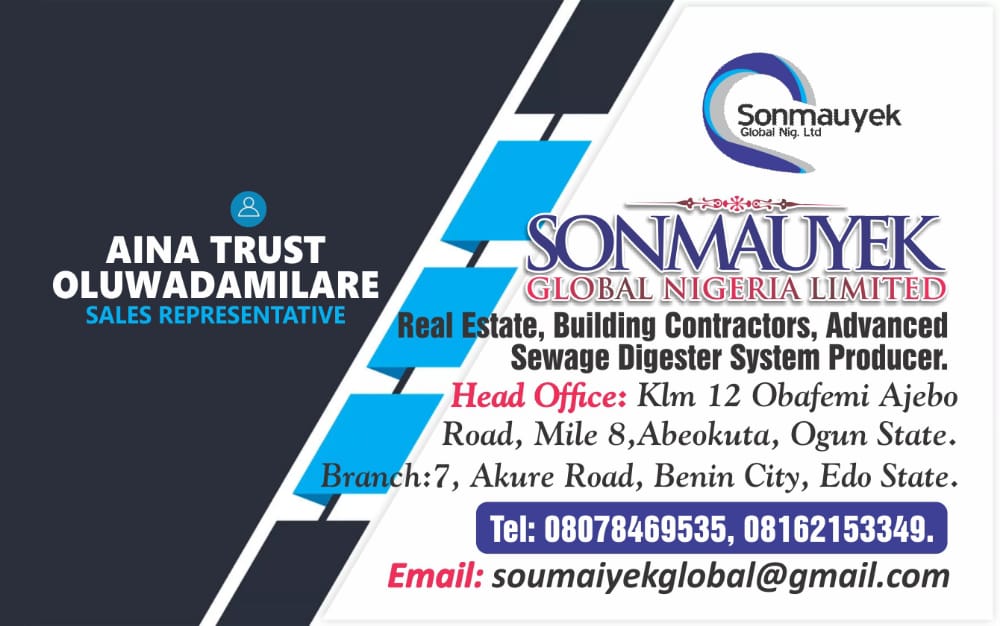 AINA TRUST
OLUWADAMILARE
SALES REPRESENTATIVE
Sonmauyek
Global Nig. Ltd
SONMAUYEK
GLOBAL NIGERIA LIMITED
Real Estate, Building Contractors, Advanced
Sewage Digester System Producer.
Head Office: Klm 12 Obafemi Ajebo
Road, Mile 8,Abeokuta, Ogun State.
Branch:7, Akure Road, Benin City, Edo State.
Tel: 08078469535, 08162153349.
Email: soumaiyekglobal@gmail.com